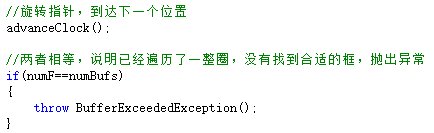 //旋转指针，到达下一个位置
advanceClock();
//两者相等，说明已经遍历了一整圈，没有找到合适的框，抛出异常
if(numF==numBufs)
{
throw BufferExceededException();
}